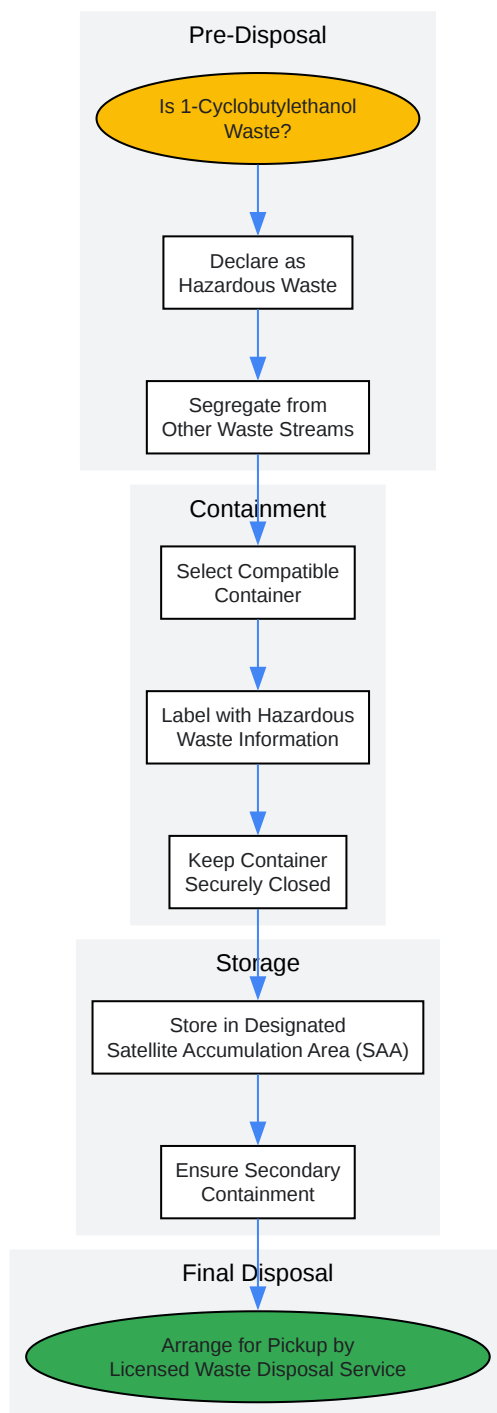 Pre-Disposal
Is 1-Cyclobutylethanol
Waste?
Declare as
Hazardous Waste
Segregate from
Other Waste Streams
Containment
Select Compatible
Container
Label with Hazardous
Waste Information
Keep Container
Securely Closed
Storage
Store in Designated
Satellite Accumulation Area (SAA)
Ensure Secondary
Containment
Final Disposal
Arrange for Pickup by
Licensed Waste Disposal Service